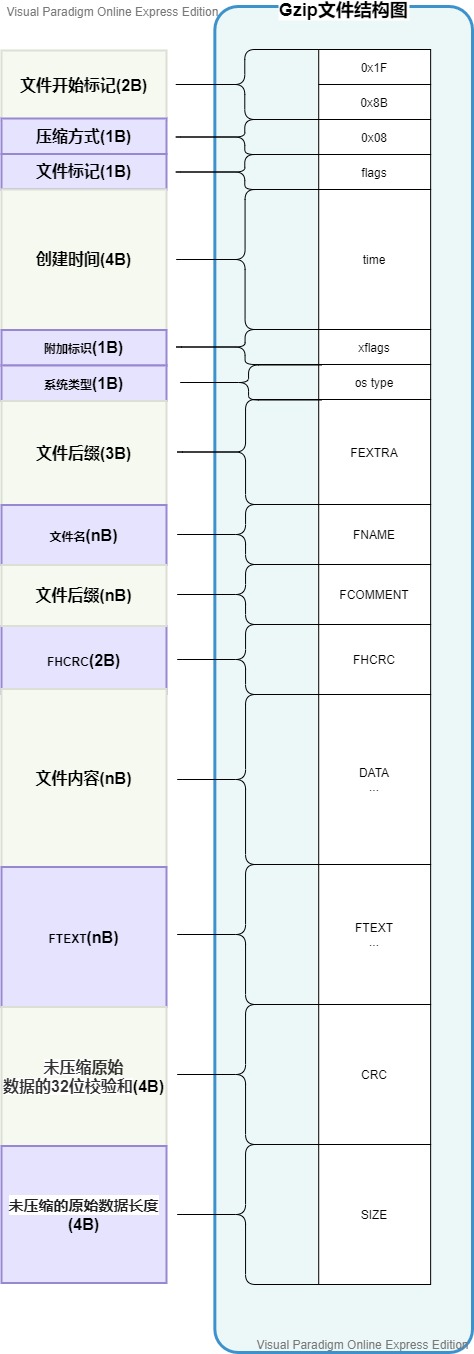 Visual Paradigm Online Express Edition
Gzip文件结构图
文件开始标记(2B)
0x1F
0x8B
压缩方式(1B)
0x08
文件标记(1B)
flags
创建时间(4B)
time
附加标识(1B)
xflags
系统类型(1B)
os type
文件后缀(3B)
FEXTRA
文件名(nB)
FNAME
文件后缀(nB)
FCOMMENT
FHCRC(2B)
FHCRC
文件内容(nB)
DATA
...
FTEXT(nB)
FTEXT
...
未压缩原始
数据的32位校验和(4B)
CRC
未压缩的原始数据长度
(4B)
SIZE
Visual Paradigm Online Express Edition